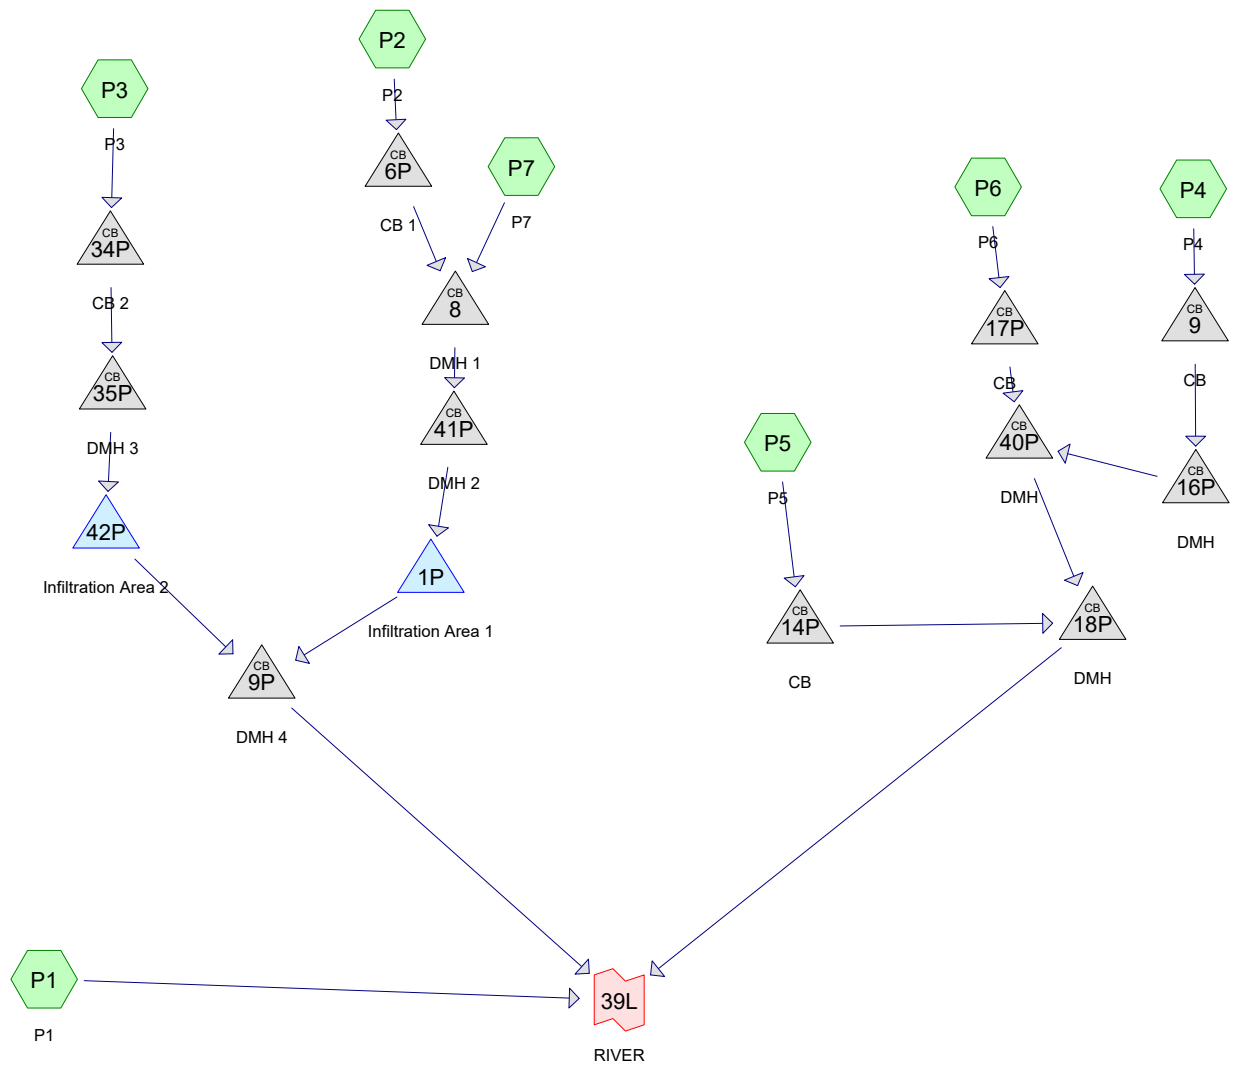 P2
P2
P3
P3
CB
6P
CB 1
P7
P7
P6
P6
P4
P4
CB
34P
CB 2
CB
8
DMH 1
CB
17P
CB
CB
9
CB
CB
35P
DMH 3
CB
41P
DMH 2
P5
P5
CB
40P
DMH
CB
16P
DMH
42P
Infiltration Area 2
1P
Infiltration Area 1
CB
14P
CB
CB
18P
DMH
CB
9P
DMH 4
P1
P1
39L
RIVER